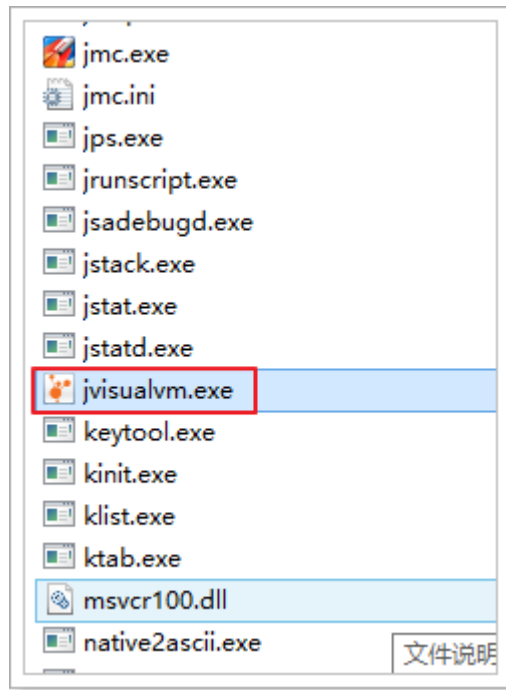 jmc.exe
jmc.ini
jps.exe
jrunscript.exe
jsadebugd.exe
jstack.exe
jstat.exe
jstatd.exe
jvisualvm.exe
keytool.exe
kinit.exe
klist.exe
ktab.exe
msvcr100.dll
native2ascii.exe
文件说明